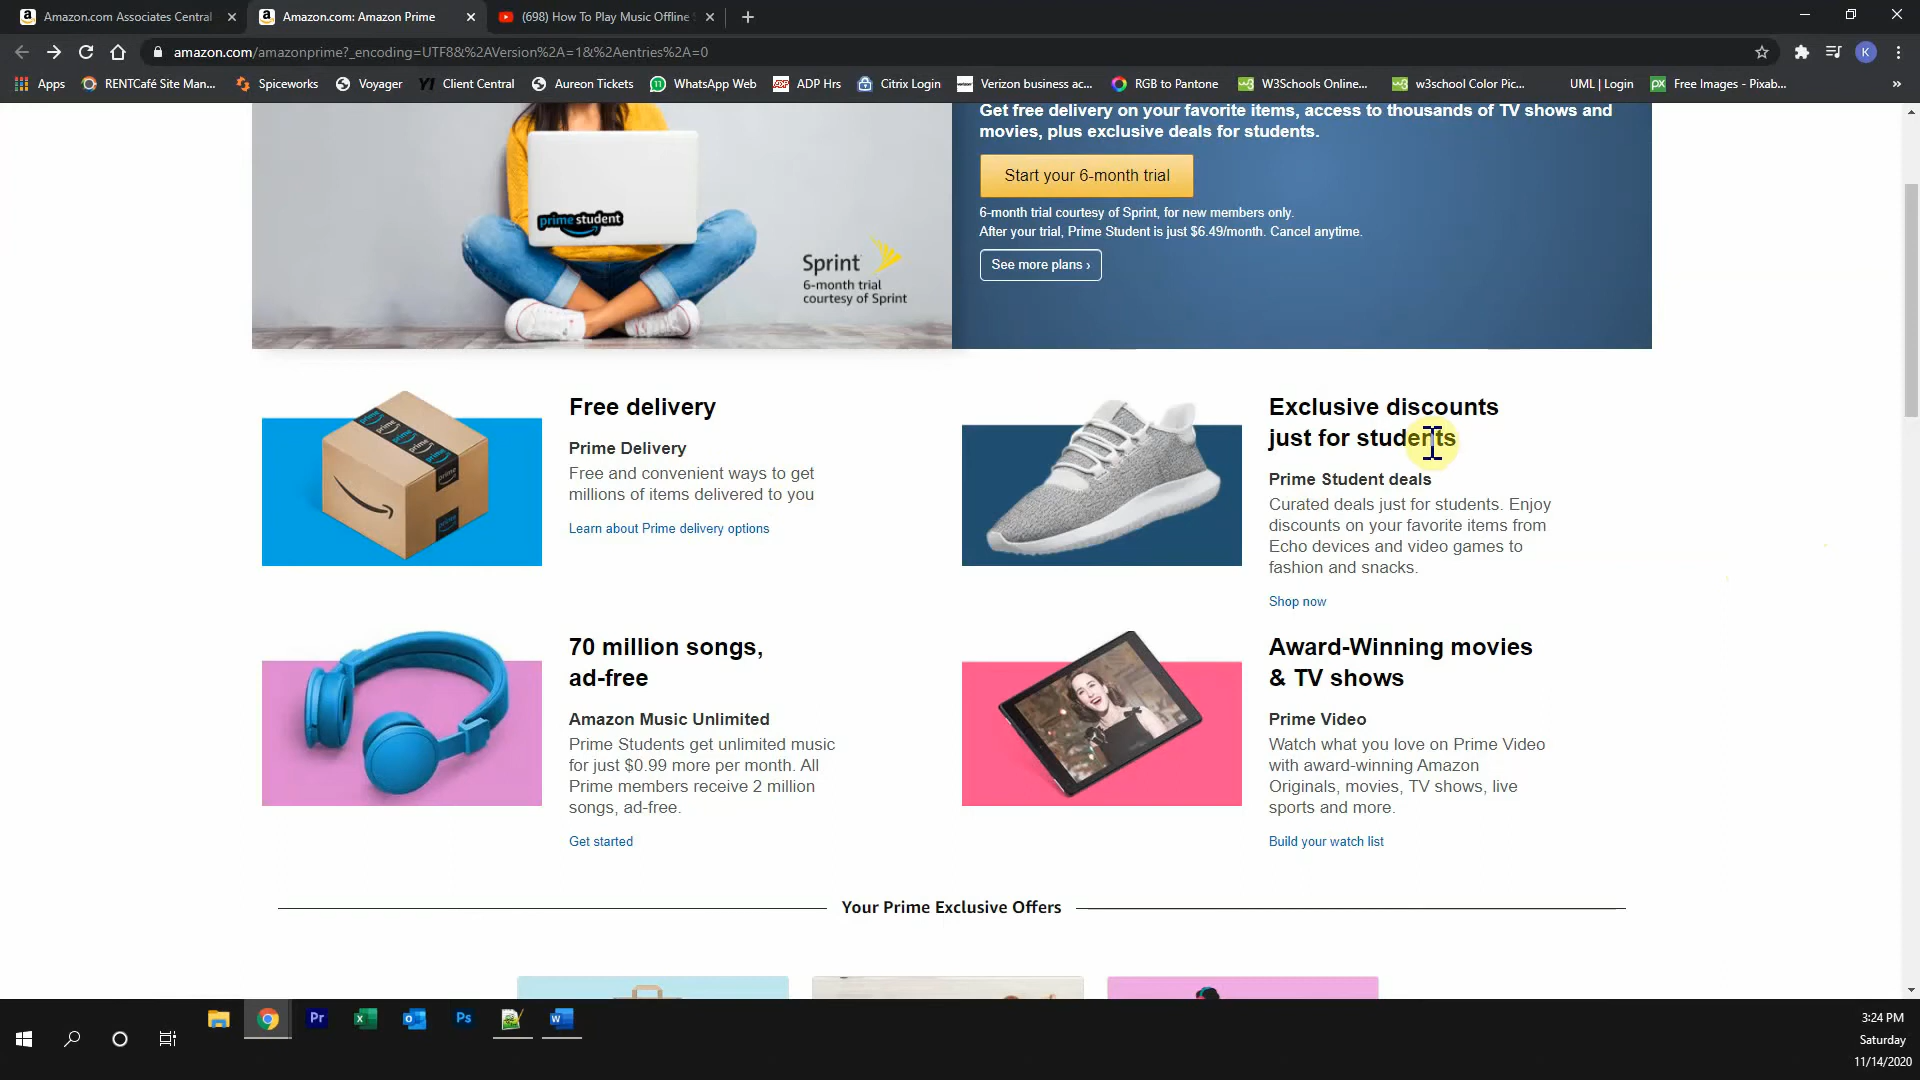 Amazon.com Associates Central
Amazon.com: Amazon Prime
(698) How To Play Music Offline
amazon.com/amazonprime?_encoding=UTF8&%2AVersion%2A=1&%2Aentries%2A=0
K
Apps
RENTCafé Site Man...
Spiceworks
Voyager
Y! Client Central
Aureon Tickets
WhatsApp Web
ADP Hrs
Citrix Login
Verizon business ac...
RGB to Pantone
W3Schools Online...
w3school Color Pic...
UML | Login
Free Images - Pixab...
»
Get free delivery on your favorite items, access to thousands of TV shows and
movies, plus exclusive deals for students.
Start your 6-month trial
6-month trial courtesy of Sprint, for new members only.
After your trial, Prime Student is just $6.49/month. Cancel anytime.
See more plans ›
prime student
Sprint
6-month trial
courtesy of Sprint
Free delivery
Prime Delivery
Free and convenient ways to get
millions of items delivered to you
Learn about Prime delivery options
Exclusive discounts
just for students
Prime Student deals
Curated deals just for students. Enjoy
discounts on your favorite items from
Echo devices and video games to
fashion and snacks.
Shop now
70 million songs,
ad-free
Amazon Music Unlimited
Prime Students get unlimited music
for just $0.99 more per month. All
Prime members receive 2 million
songs, ad-free.
Get started
Award-Winning movies
& TV shows
Prime Video
Watch what you love on Prime Video
with award-winning Amazon
Originals, movies, TV shows, live
sports and more.
Build your watch list
Your Prime Exclusive Offers
Pr
Ps
3:24 PM
Saturday
11/14/2020